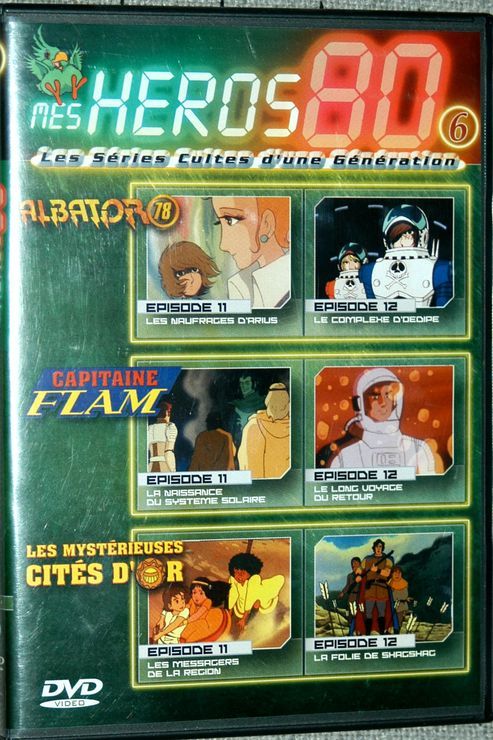 MES HEROS 80
6
Les Séries Cultes d'une Génération
ALBATOR 78
EPISODE 11
LES NAUFRAGES D'ARIUS
EPISODE 12
LE COMPLEXE D'OEDIPE
CAPITAINE
FLAM
EPISODE 11
LA NAISSANCE
DU SYSTEME SOLAIRE
EPISODE 12
LE LONG VOYAGE
DU RETOUR
LES MYSTÉRIEUSES
CITÉS D'OR
EPISODE 11
LES MESSAGERS
DE LA REGION
EPISODE 12
LA FOLIE DE SHAGSHAG
DVD
VIDEO